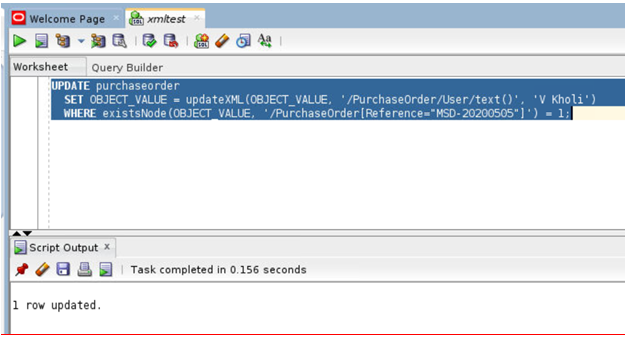 Welcome Page
xmltest
Worksheet
Query Builder
UPDATE purchaseorder
SET OBJECT_VALUE = updateXML(OBJECT_VALUE, '/PurchaseOrder/User/text()', 'V Kholi')
WHERE existsNode(OBJECT_VALUE, '/PurchaseOrder[Reference="MSD-20200505"]') = 1;
Script Output
Task completed in 0.156 seconds
1 row updated.